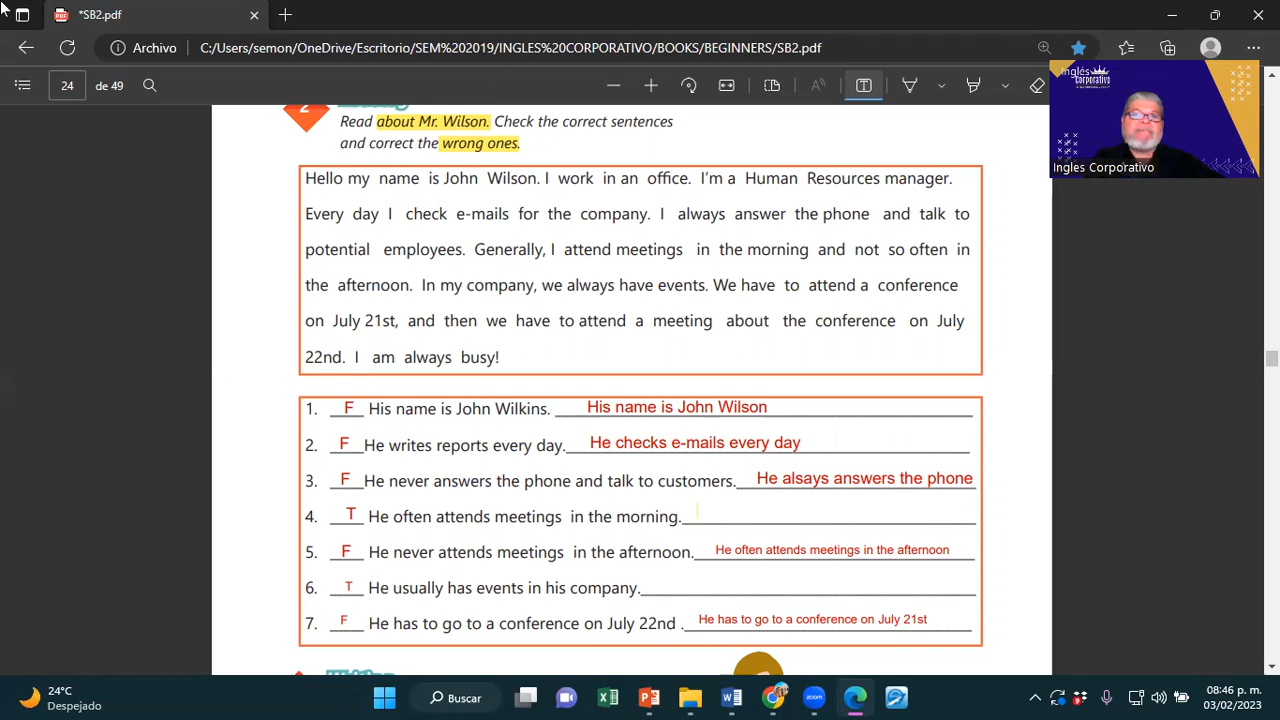 *SB2.pdf
Archivo C:/Users/semon/OneDrive/Escritorio/SEM%202019/INGLES%20CORPORATIVO/BOOKS/BEGINNERS/SB2.pdf
24 de 49
2
Read about Mr. Wilson. Check the correct sentences
and correct the wrong ones.
Hello my name is John Wilson. I work in an office. I'm a Human Resources manager.
Every day I check e-mails for the company. I always answer the phone and talk to
potential employees. Generally, I attend meetings in the morning and not so often in
the afternoon. In my company, we always have events. We have to attend a conference
on July 21st, and then we have to attend a meeting about the conference on July
22nd. I am always busy!
1. F His name is John Wilkins. His name is John Wilson
2. F He writes reports every day. He checks e-mails every day
3. F He never answers the phone and talk to customers. He alsays answers the phone
4. T He often attends meetings in the morning.
5. F He never attends meetings in the afternoon. He often attends meetings in the afternoon
6. T He usually has events in his company.
7. F He has to go to a conference on July 22nd . He has to go to a conference on July 21st
Inglés
Corporativo
Ingles Corporativo
24°C
Despejado
Buscar
zoom
08:46 p. m.
03/02/2023